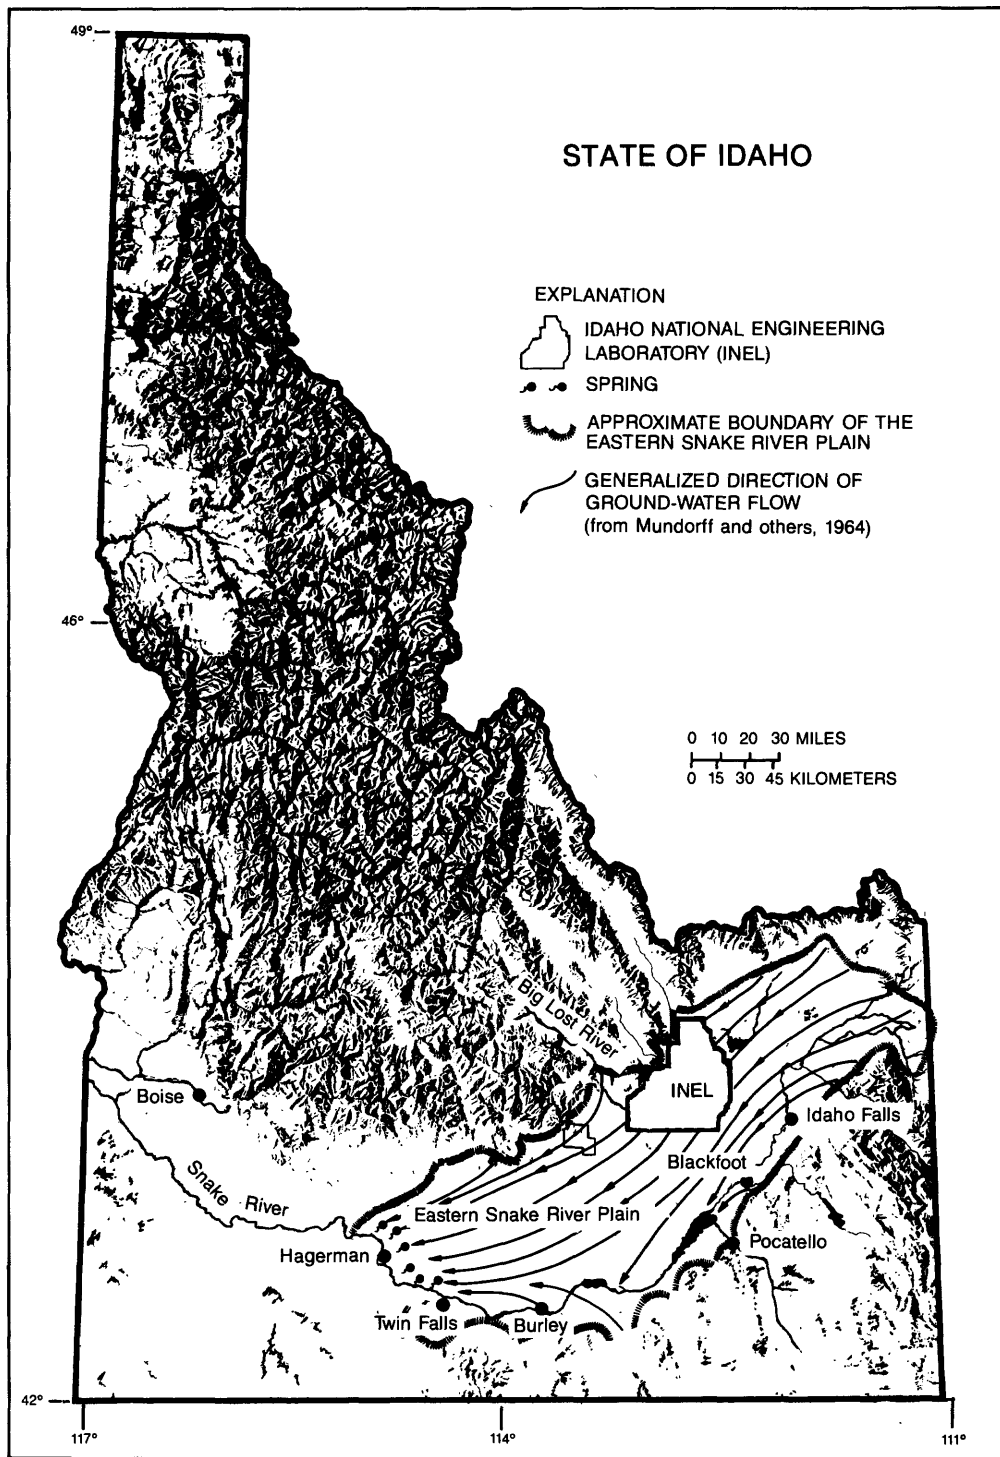 49°
STATE OF IDAHO
EXPLANATION
IDAHO NATIONAL ENGINEERING
LABORATORY (INEL)
SPRING
APPROXIMATE BOUNDARY OF THE
EASTERN SNAKE RIVER PLAIN
GENERALIZED DIRECTION OF
GROUND-WATER FLOW
(from Mundorff and others, 1964)
46°
0 10 20 30 MILES
0 15 30 45 KILOMETERS
Big Lost River
INEL
Boise
Idaho Falls
Blackfoot
Snake River
Eastern Snake River Plain
Pocatello
Hagerman
Twin Falls
Burley
42°
117°
114°
111°